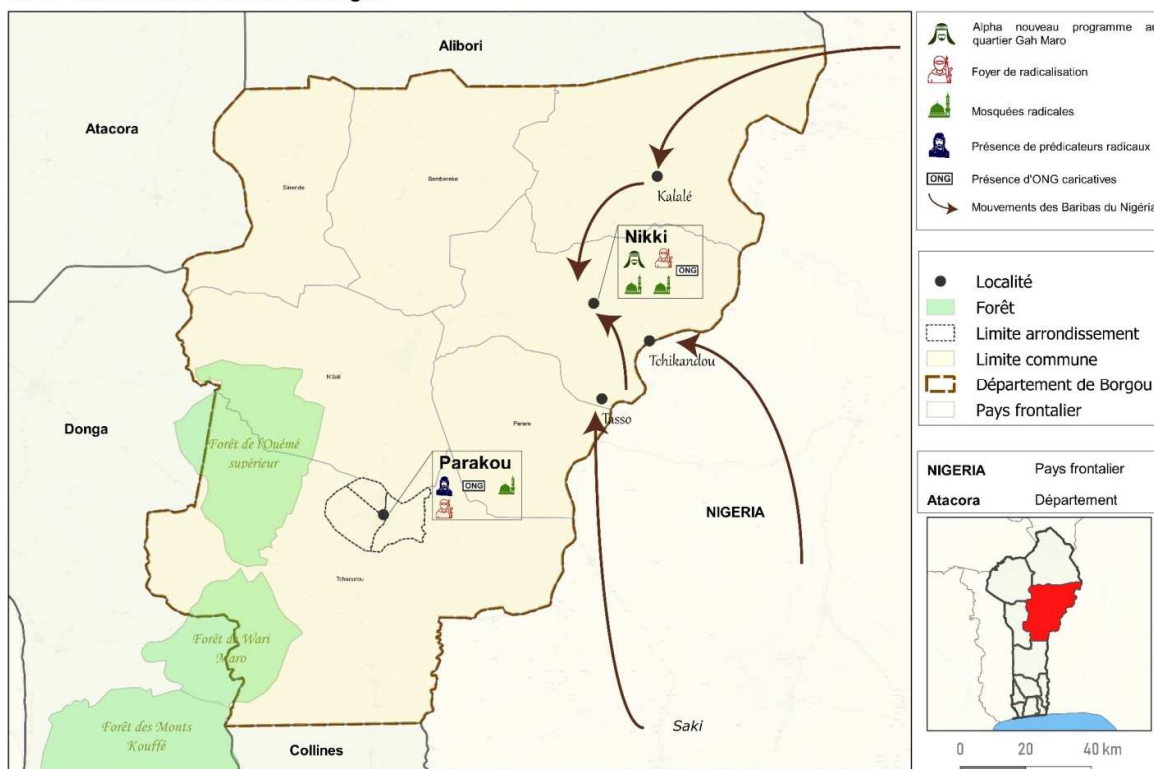 Alibori
Atacora
Sinende
Bembereke
Kalalé
Nikki
ONG
Tchikandou
N'dali
Donga
Perere
Tasso
Forêt de l'Ouémé
supérieur
Parakou
ONG
NIGERIA
Tchaourou
Forêt de Wari
Maro
Forêt des Monts
Kouffé
Collines
Saki
Alpha nouveau programme au
quartier Gah Maro
Foyer de radicalisation
Mosquées radicales
Présence de prédicateurs radicaux
ONG Présence d'ONG caricatives
Mouvements des Baribas du Nigéria
Localité
Forêt
Limite arrondissement
Limite commune
Département de Borgou
Pays frontalier
NIGERIA Pays frontalier
Atacora Département
0 20 40 km